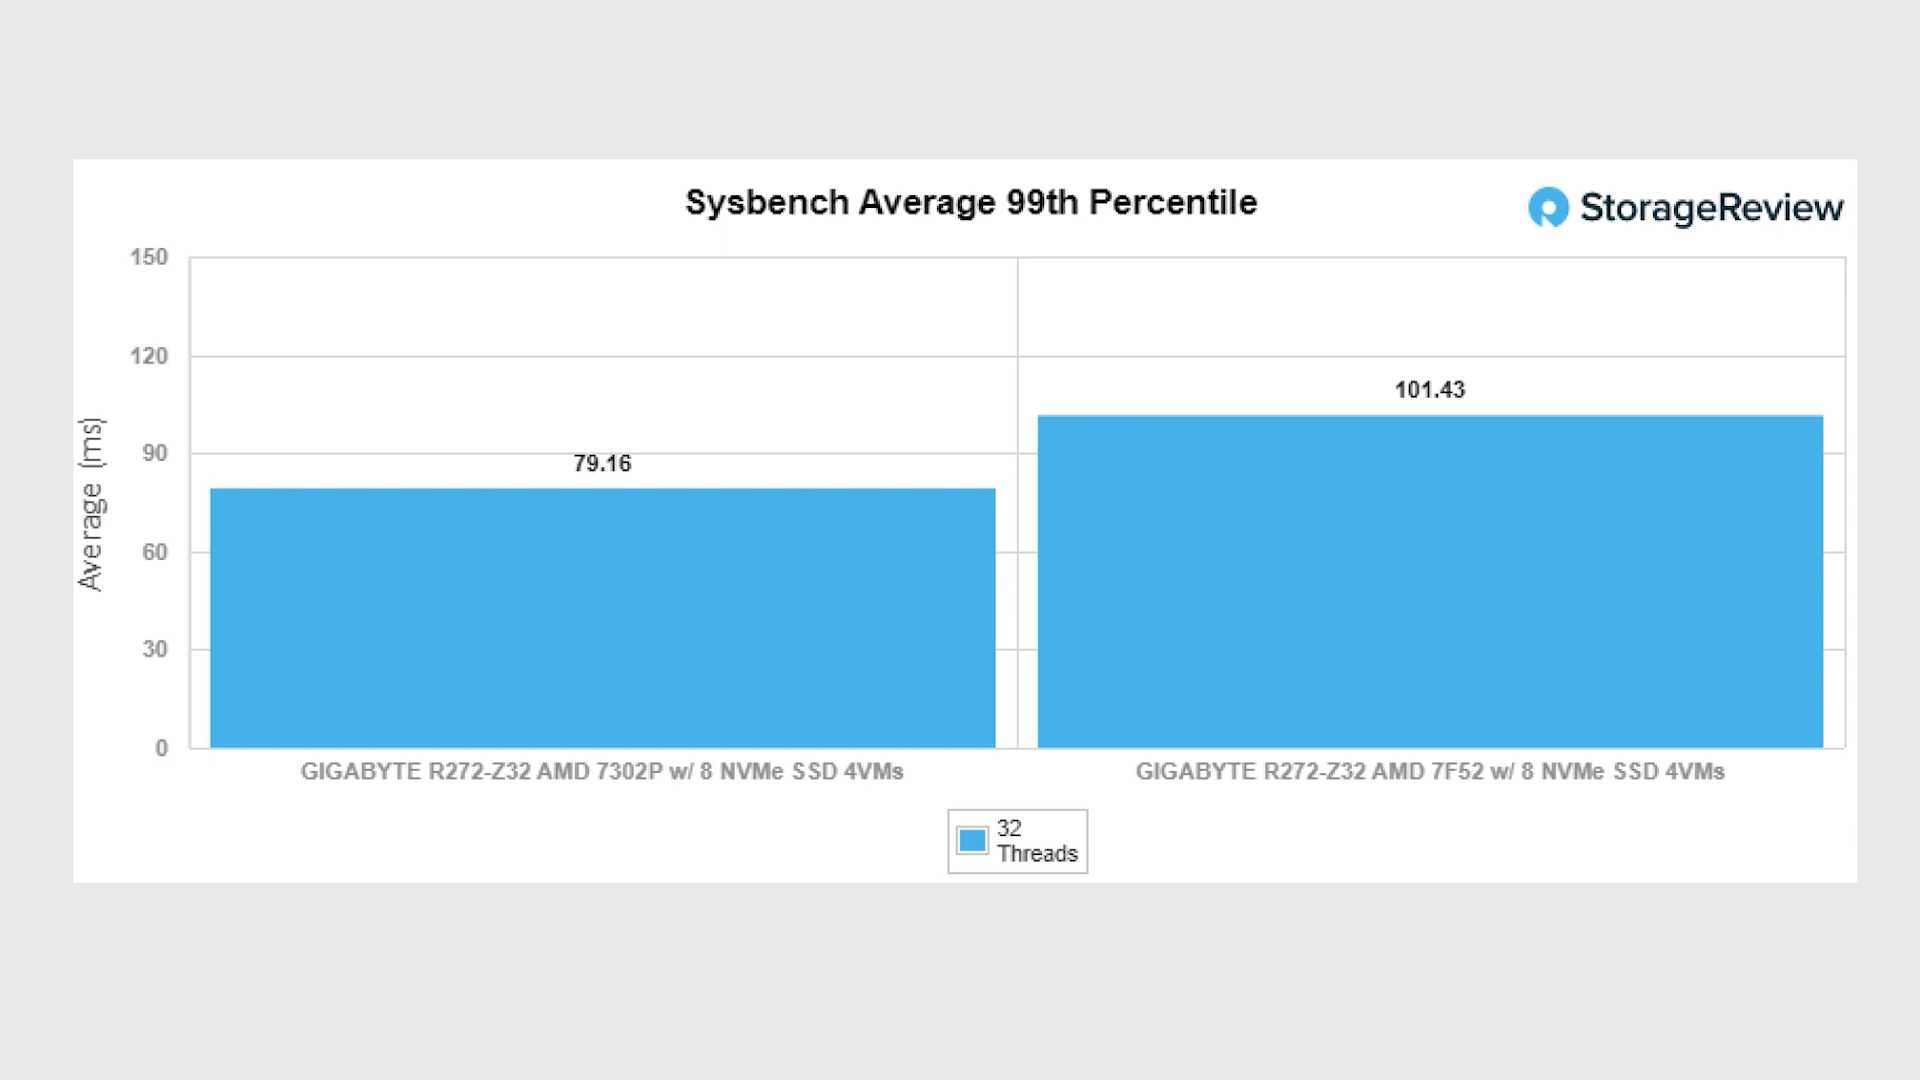 Sysbench Average 99th Percentile
StorageReview
Average (ms)
150
120
90
60
30
0
79.16
101.43
GIGABYTE R272-Z32 AMD 7302P w/ 8 NVMe SSD 4VMs
GIGABYTE R272-Z32 AMD 7F52 w/ 8 NVMe SSD 4VMs
32
Threads